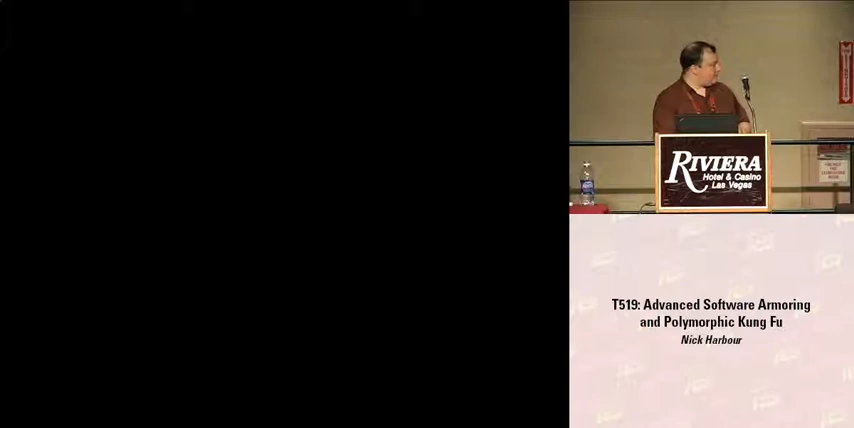 RIVIERA
Hotel & Casino
Las Vegas
T519: Advanced Software Armoring
and Polymorphic Kung Fu
Nick Harbour